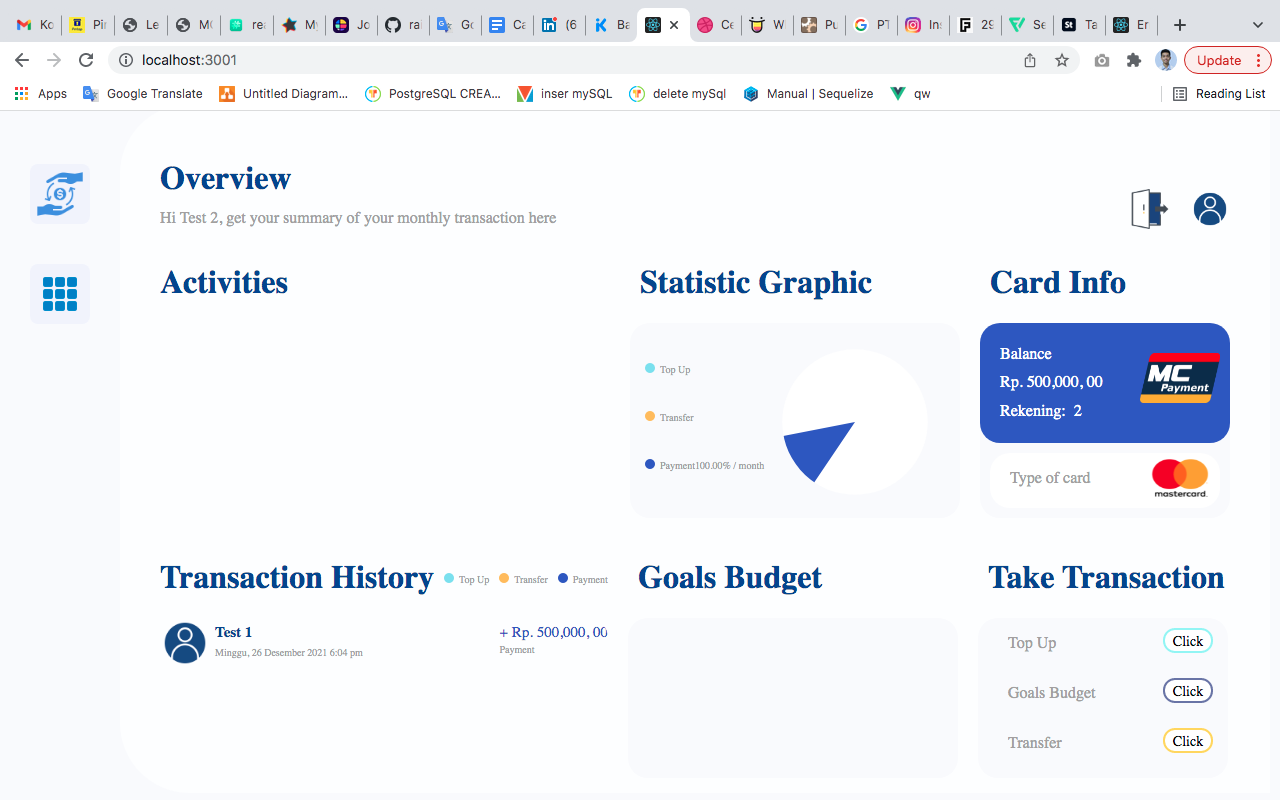 Ko
Pin
Le
MC
rea
My
Jo
rai
Go
Ca
(6
Ba
Ce
W
Pu
PT
Ins
29
Se
Ta
Er
localhost:3001
Update
Apps
Google Translate
Untitled Diagram...
PostgreSQL CREA...
inser mySQL
delete mySql
Manual | Sequelize
qw
Reading List
Overview
Hi Test 2, get your summary of your monthly transaction here
Activities
Statistic Graphic
Top Up
Transfer
Payment100.00% / month
Card Info
Balance
Rp. 500,000, 00
Rekening: 2
MC
Payment
Type of card
mastercard.
Transaction History
Top Up
Transfer
Payment
Test 1
Minggu, 26 Desember 2021 6:04 pm
+ Rp. 500,000, 00
Payment
Goals Budget
Take Transaction
Top Up
Click
Goals Budget
Click
Transfer
Click